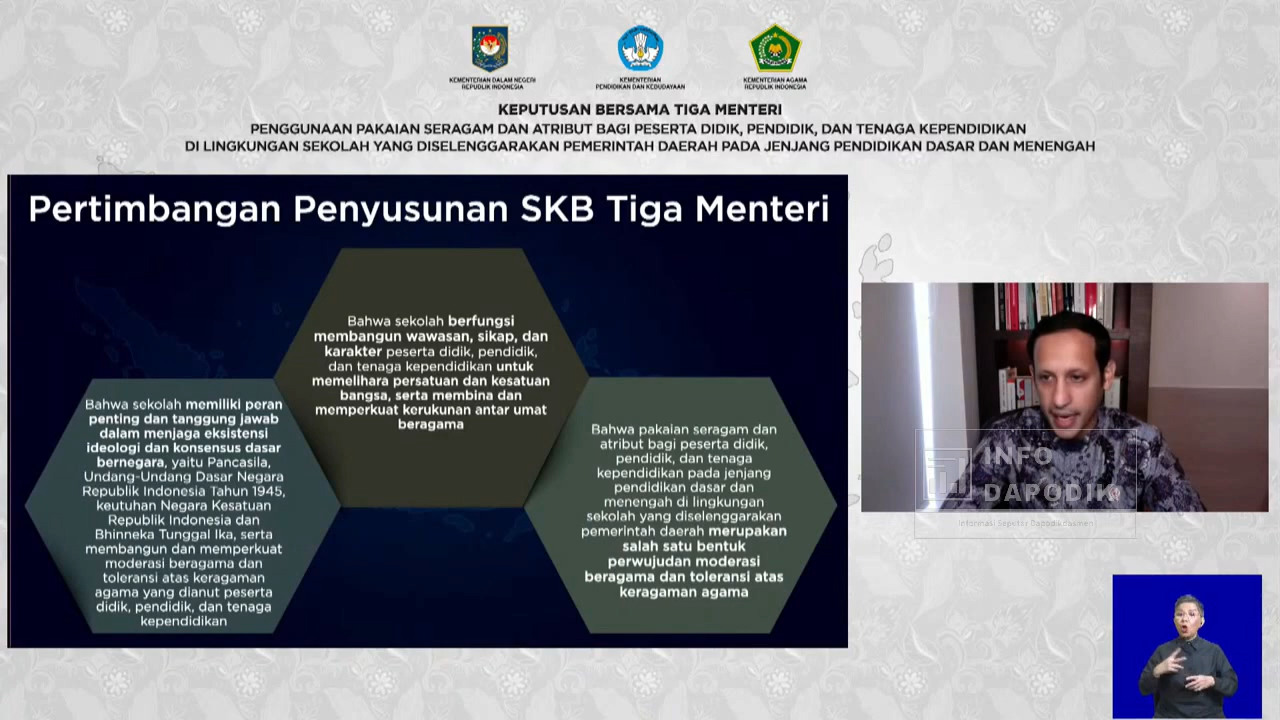 KEMENTERIAN DALAM NEGERI
REPUBLIK INDONESIA
KEMENTERIAN
PENDIDIKAN DAN KEBUDAYAAN
KEMENTERIAN AGAMA
REPUBLIK INDONESIA
KEPUTUSAN BERSAMA TIGA MENTERI
PENGGUNAAN PAKAIAN SERAGAM DAN ATRIBUT BAGI PESERTA DIDIK, PENDIDIK, DAN TENAGA KEPENDIDIKAN
DI LINGKUNGAN SEKOLAH YANG DISELENGGARAKAN PEMERINTAH DAERAH PADA JENJANG PENDIDIKAN DASAR DAN MENENGAH
Pertimbangan Penyusunan SKB Tiga Menteri
Bahwa sekolah memiliki peran
penting dan tanggung jawab
dalam menjaga eksistensi
ideologi dan konsensus dasar
bernegara, yaitu Pancasila,
Undang-Undang Dasar Negara
Republik Indonesia Tahun 1945,
keutuhan Negara Kesatuan
Republik Indonesia dan
Bhinneka Tunggal Ika, serta
membangun dan memperkuat
moderasi beragama dan
toleransi atas keragaman
agama yang dianut peserta
didik, pendidik, dan tenaga
kependidikan
Bahwa sekolah berfungsi
membangun wawasan, sikap, dan
karakter peserta didik, pendidik,
dan tenaga kependidikan untuk
memelihara persatuan dan kesatuan
bangsa, serta membina dan
memperkuat kerukunan antar umat
beragama
Bahwa pakaian seragam dan
atribut bagi peserta didik,
pendidik, dan tenaga
kependidikan pada jenjang
pendidikan dasar dan
menengah di lingkungan
sekolah yang diselenggarakan
pemerintah daerah merupakan
salah satu bentuk
perwujudan moderasi
beragama dan toleransi atas
keragaman agama
INFO
DAPODIK
Informasi Seputar Dapodikdasmen